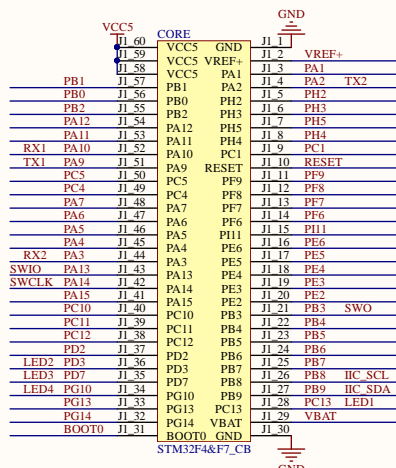 VCC5 GND
CORE
J1_60 VCC5 GND J1_1
J1_59 VCC5 VREF+ J1_2 VREF+
J1_58 VCC5 PA1 J1_3 PA1
PB1 J1_57 PB1 PA2 J1_4 PA2 TX2
PB0 J1_56 PB0 PH2 J1_5 PH2
PB2 J1_55 PB2 PH3 J1_6 PH3
PA12 J1_54 PA12 PH5 J1_7 PH5
PA11 J1_53 PA11 PH4 J1_8 PH4
RX1 PA10 J1_52 PA10 PC1 J1_9 PC1
TX1 PA9 J1_51 PA9 RESET J1_10 RESET
PC5 J1_50 PC5 PF9 J1_11 PF9
PC4 J1_49 PC4 PF8 J1_12 PF8
PA7 J1_48 PA7 PF7 J1_13 PF7
PA6 J1_47 PA6 PF6 J1_14 PF6
PA5 J1_46 PA5 PI11 J1_15 PI11
PA4 J1_45 PA4 PE6 J1_16 PE6
RX2 PA3 J1_44 PA3 PE5 J1_17 PE5
SWIO PA13 J1_43 PA13 PE4 J1_18 PE4
SWCLK PA14 J1_42 PA14 PE3 J1_19 PE3
PA15 J1_41 PA15 PE2 J1_20 PE2
PC10 J1_40 PC10 PB3 J1_21 PB3 SWO
PC11 J1_39 PC11 PB4 J1_22 PB4
PC12 J1_38 PC12 PB5 J1_23 PB5
PD2 J1_37 PD2 PB6 J1_24 PB6
LED2 PD3 J1_36 PD3 PB7 J1_25 PB7
LED3 PD7 J1_35 PD7 PB8 J1_26 PB8 IIC_SCL
LED4 PG10 J1_34 PG10 PB9 J1_27 PB9 IIC_SDA
PG13 J1_33 PG13 PC13 J1_28 PC13 LED1
PG14 J1_32 PG14 VBAT J1_29 VBAT
BOOT0 J1_31 BOOT0 GND J1_30
STM32F4&F7_CB
GND